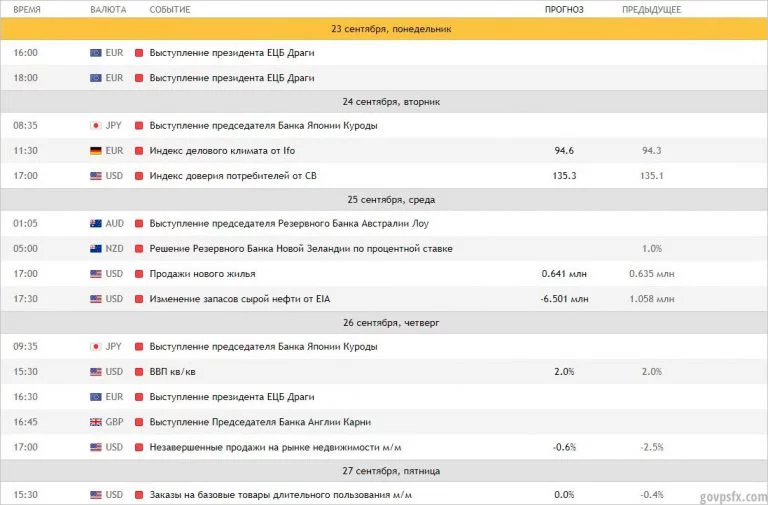 ВРЕМЯ ВАЛЮТА СОБЫТИЕ ПРОГНОЗ ПРЕДЫДУЩЕЕ
23 сентября, понедельник
16:00 EUR Выступление президента ЕЦБ Драги
18:00 EUR Выступление президента ЕЦБ Драги
24 сентября, вторник
08:35 JPY Выступление председателя Банка Японии Куроды
11:30 EUR Индекс делового климата от Ifo 94.6 94.3
17:00 USD Индекс доверия потребителей от CB 135.3 135.1
25 сентября, среда
01:05 AUD Выступление председателя Резервного Банка Австралии Лоу
05:00 NZD Решение Резервного Банка Новой Зеландии по процентной ставке 1.0%
17:00 USD Продажи нового жилья 0.641 млн 0.635 млн
17:30 USD Изменение запасов сырой нефти от EIA -6.501 млн 1.058 млн
26 сентября, четверг
09:35 JPY Выступление председателя Банка Японии Куроды
15:30 USD ВВП кв/кв 2.0% 2.0%
16:30 EUR Выступление президента ЕЦБ Драги
16:45 GBP Выступление Председателя Банка Англии Карни
17:00 USD Незавершенные продажи на рынке недвижимости м/м -0.6% -2.5%
27 сентября, пятница
15:30 USD Заказы на базовые товары длительного пользования м/м 0.0% -0.4%
govpsfx.com